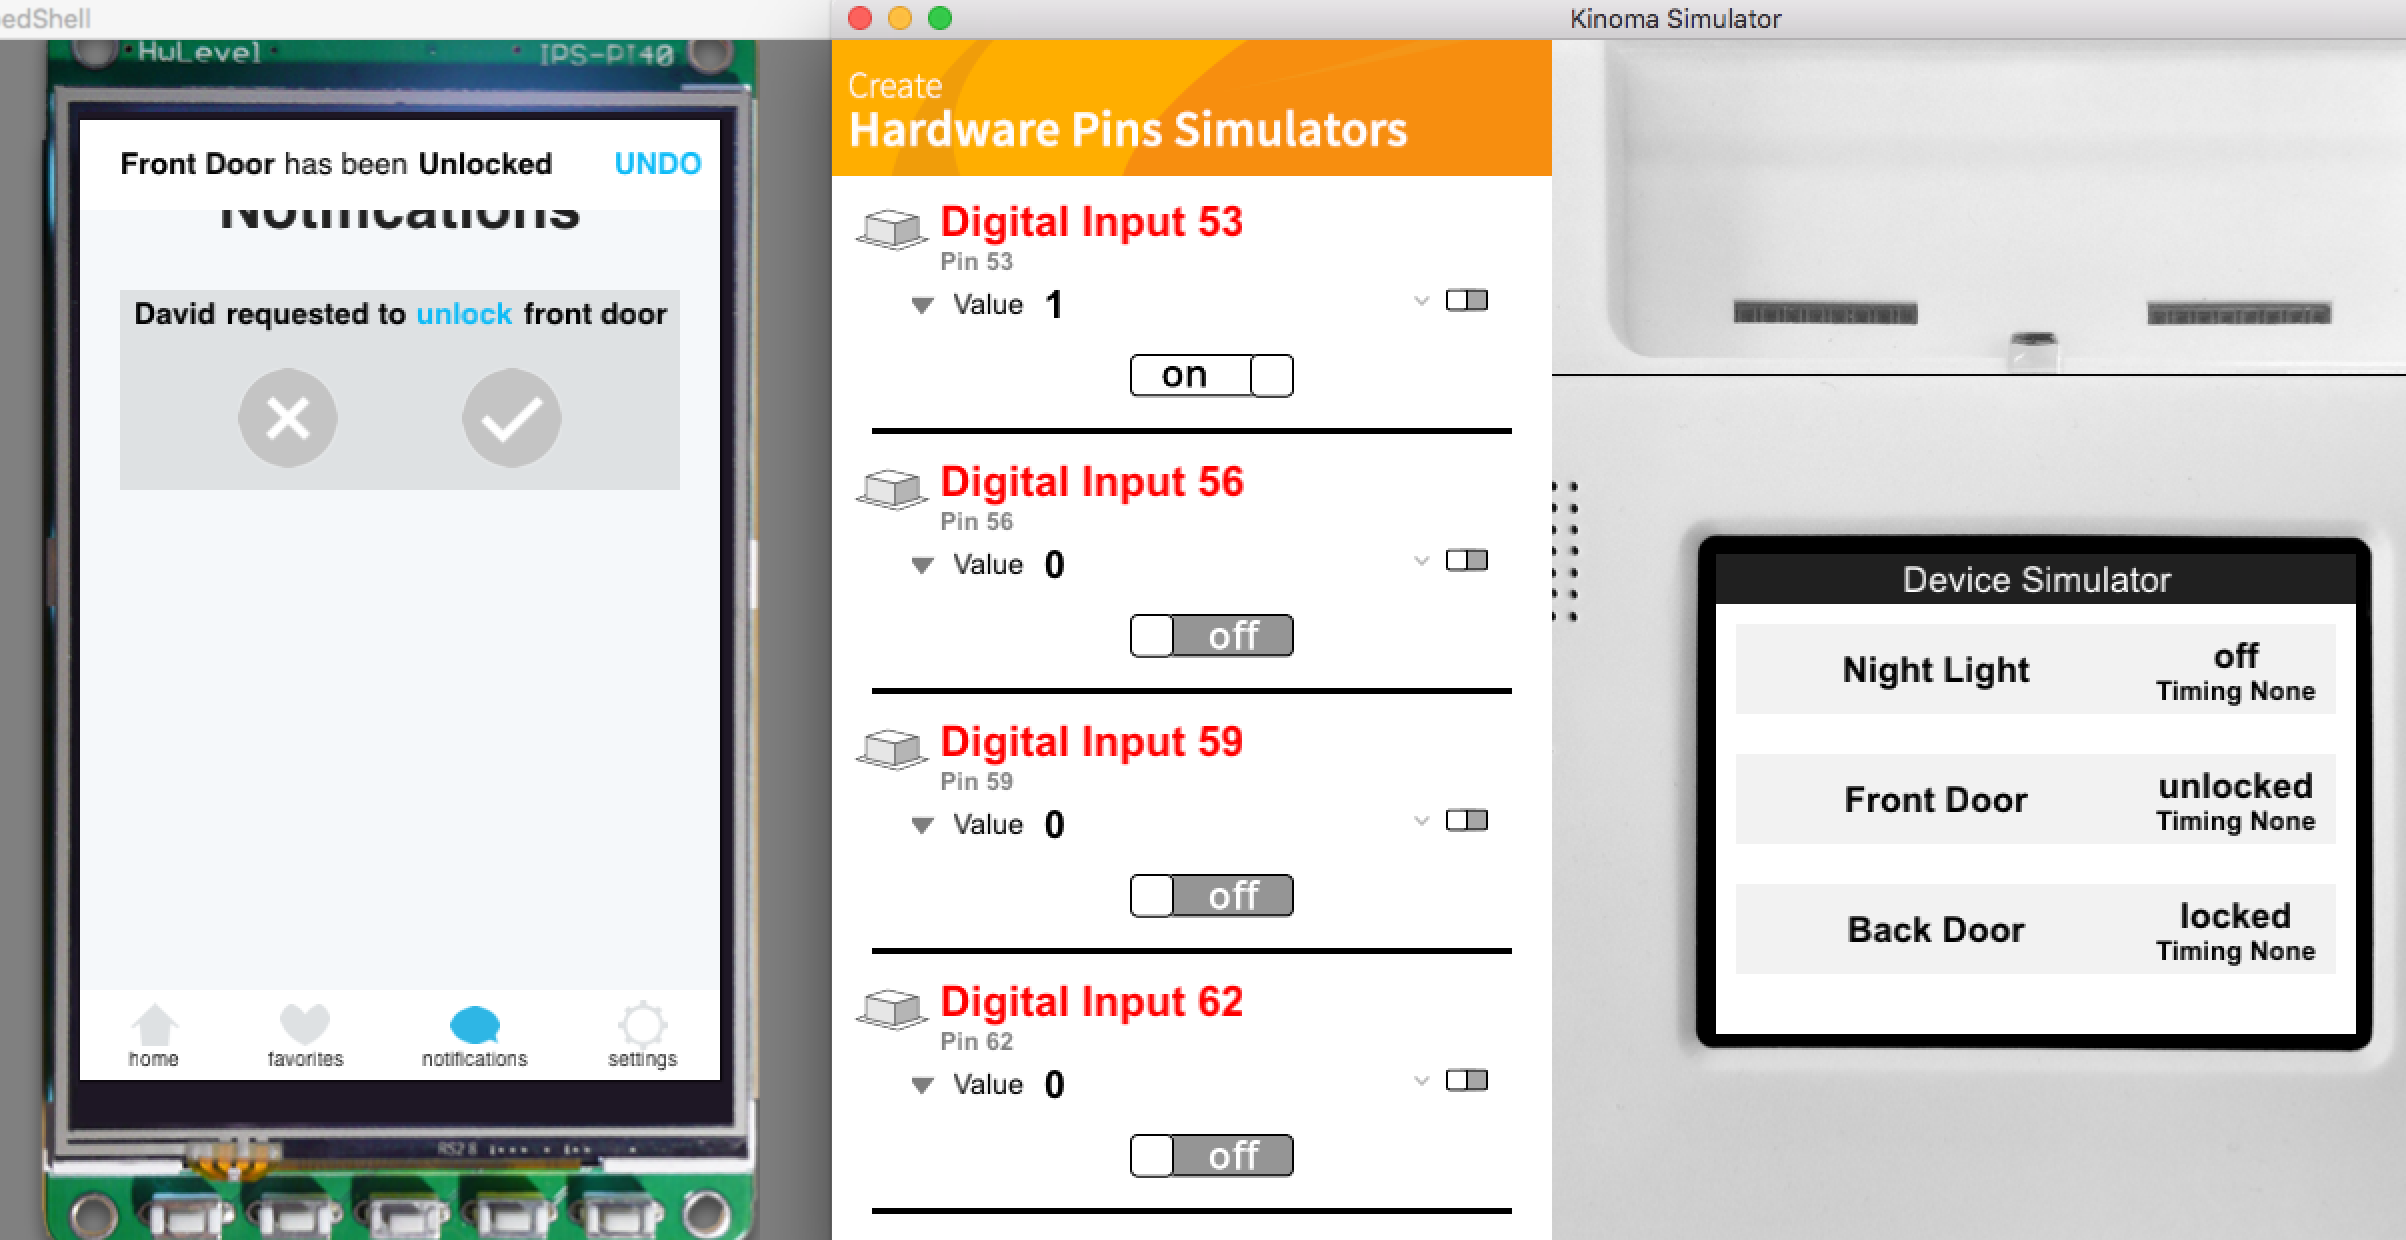 edShell
HwLevel
IPS-PT40
Front Door has been Unlocked
UNDO
Notifications
David requested to unlock front door
home
favorites
notifications
settings
Kinoma Simulator
Create
Hardware Pins Simulators
Digital Input 53
Pin 53
Value 1
on
Digital Input 56
Pin 56
Value 0
off
Digital Input 59
Pin 59
Value 0
off
Digital Input 62
Pin 62
Value 0
off
Device Simulator
Night Light
off
Timing None
Front Door
unlocked
Timing None
Back Door
locked
Timing None